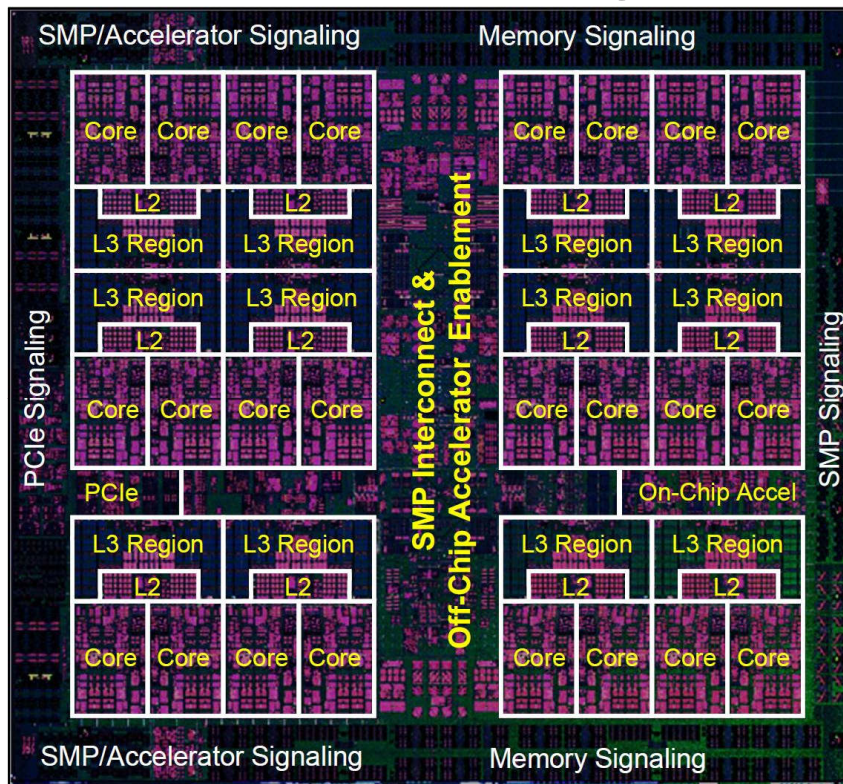 SMP/Accelerator Signaling
Memory Signaling
Core Core Core Core
Core Core Core Core
L2 L2
L2 L2
L3 Region L3 Region
L3 Region L3 Region
L3 Region L3 Region
L3 Region L3 Region
L2 L2
L2 L2
Core Core Core Core
Core Core Core Core
PCIe Signaling
SMP Interconnect &
Off-Chip Accelerator Enablement
SMP Signaling
PCIe
On-Chip Accel
L3 Region L3 Region
L3 Region L3 Region
L2 L2
L2 L2
Core Core Core Core
Core Core Core Core
SMP/Accelerator Signaling
Memory Signaling